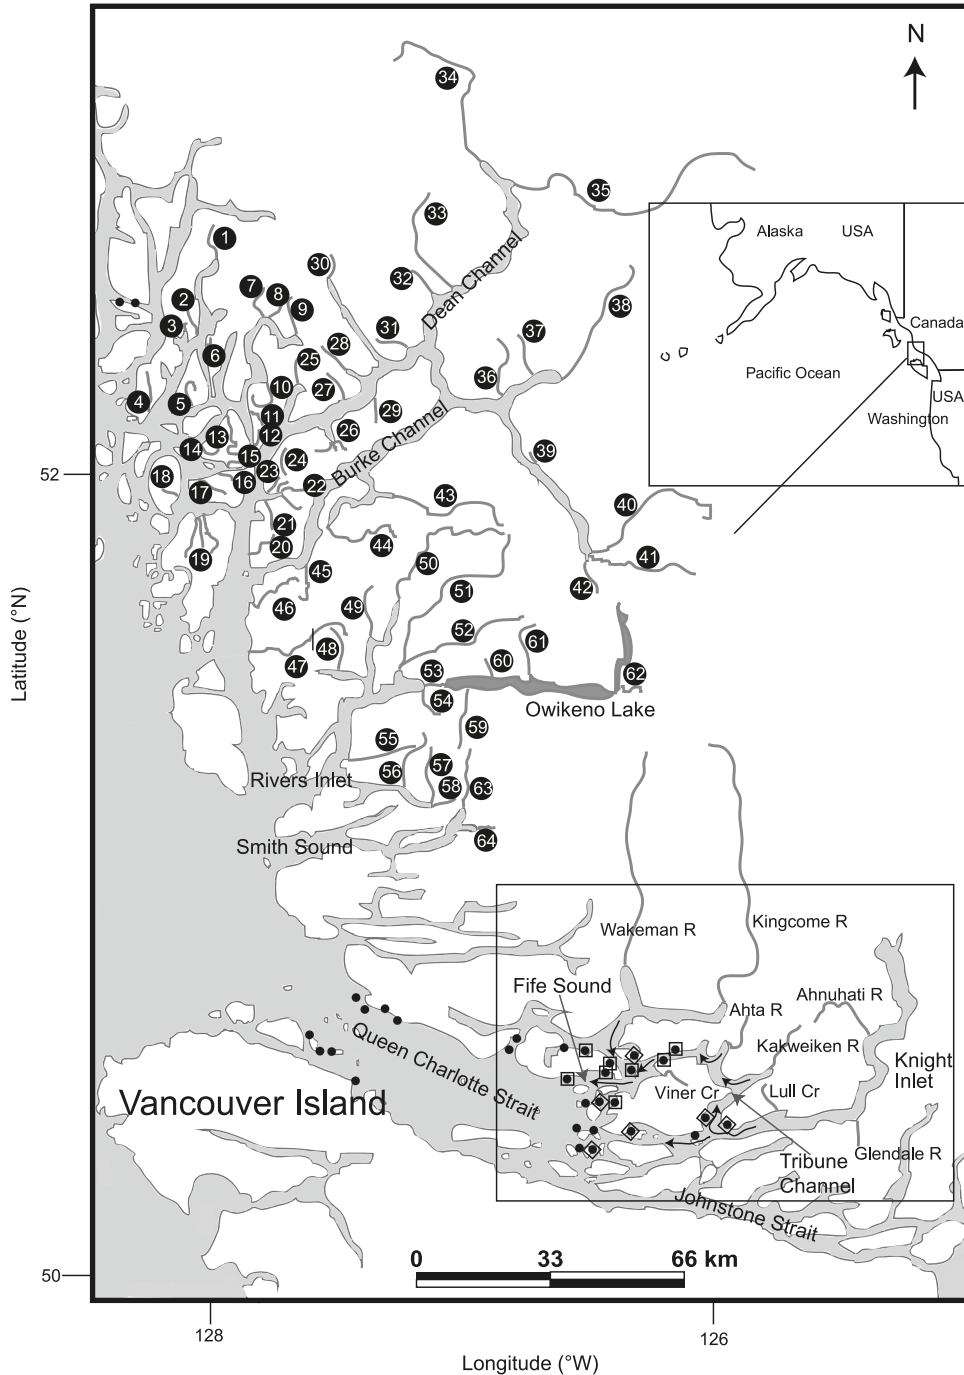 N
34
35
33
1
30
32
7
8
2
9
38
Dean Channel
3
31
37
6
28
25
36
10
27
4
5
29
11
12
13
26
Burke Channel
14
39
15
24
23
18
16
22
17
43
40
21
20
44
19
41
50
45
42
51
46
49
52
61
48
47
60
53
62
54
Owikeno Lake
59
55
57
56
58
63
64
Rivers Inlet
Smith Sound
Alaska
USA
Canada
Pacific Ocean
USA
Washington
Wakeman R
Kingcome R
Fife Sound
Ahnuhati R
Ahta R
Kakweiken R
Knight
Inlet
Queen Charlotte Strait
Viner Cr
Lull Cr
Vancouver Island
Glendale R
Tribune
Channel
Johnstone Strait
0
33
66 km
52
50
Latitude (°N)
128
126
Longitude (°W)